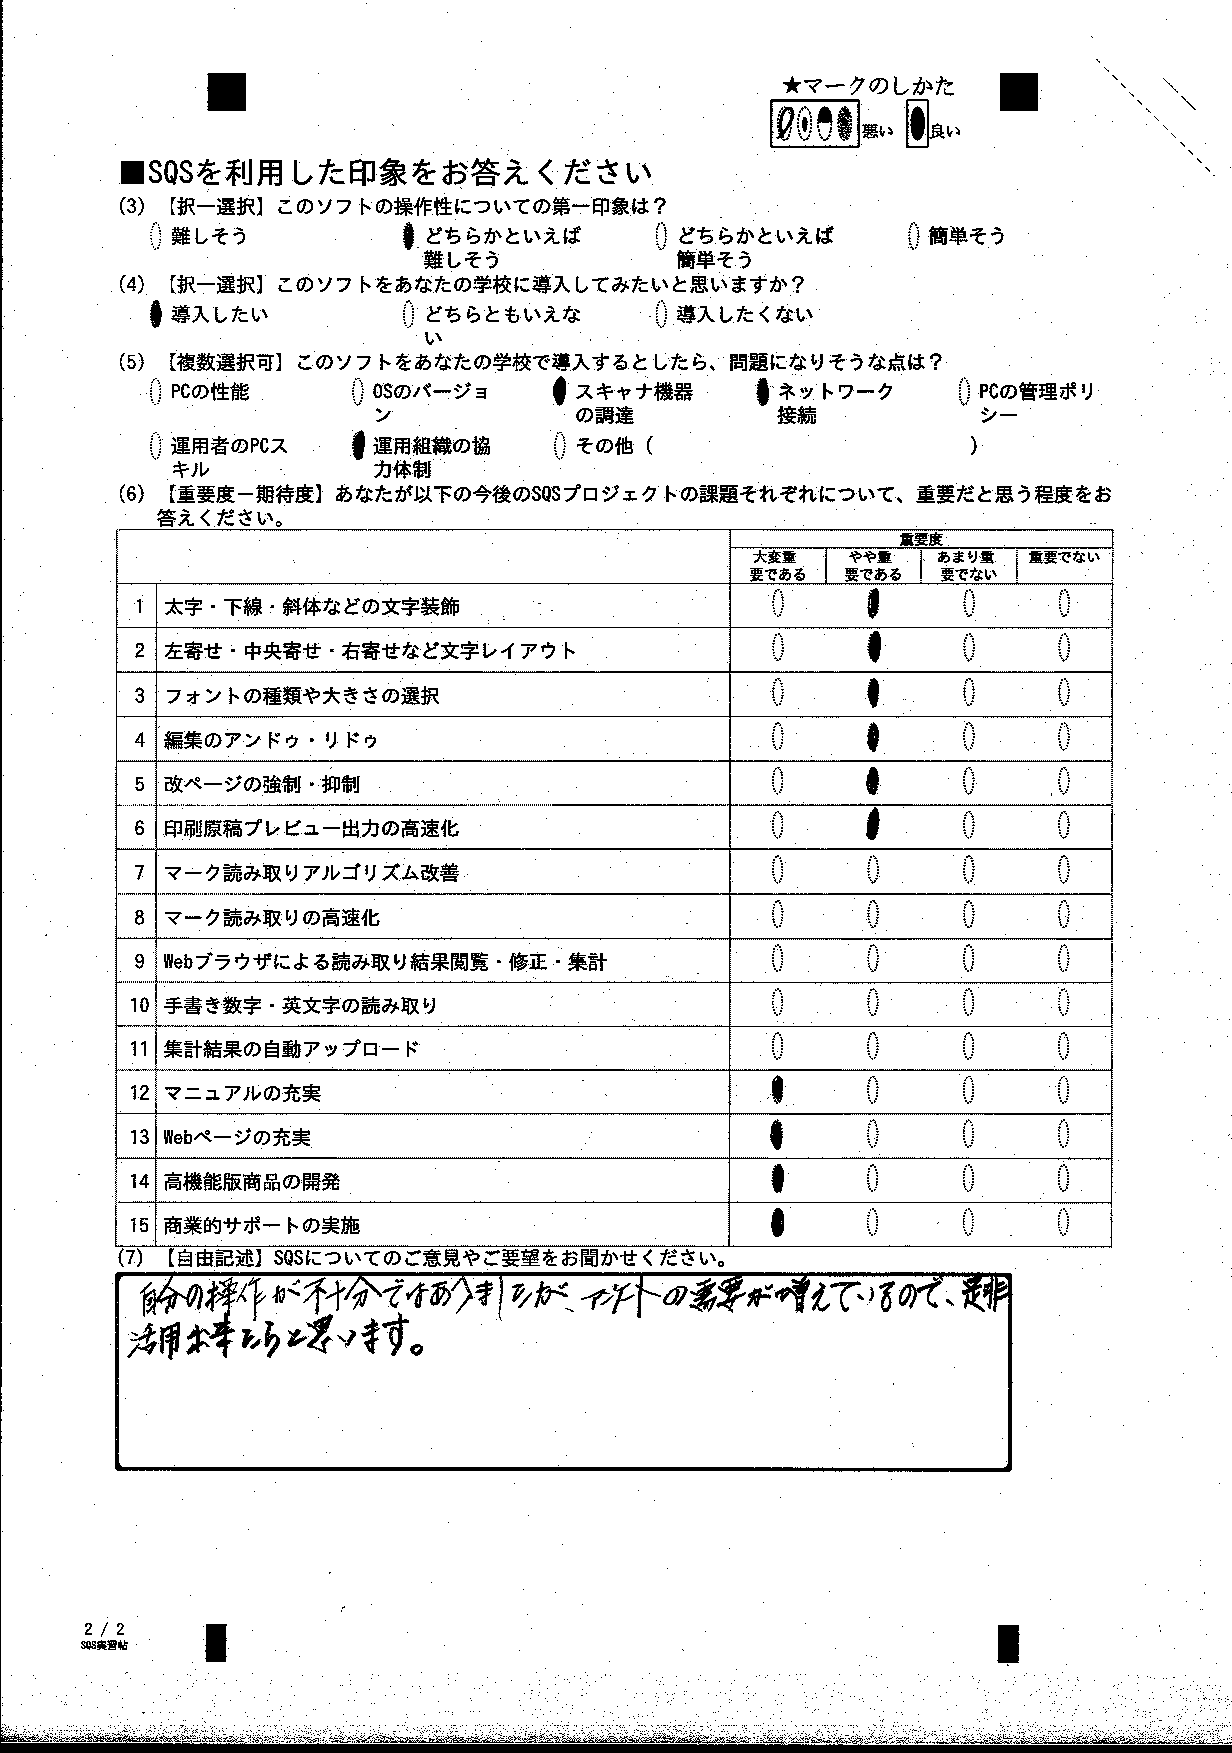 ★マークのしかた
悪い 良い
■SQSを利用した印象をお答えください
(3) 【択一選択】このソフトの操作性についての第一印象は？
難しそう どちらかといえば どちらかといえば 簡単そう
難しそう 簡単そう
(4) 【択一選択】このソフトをあなたの学校に導入してみたいと思いますか？
導入したい どちらともいえな 導入したくない
い
(5) 【複数選択可】このソフトをあなたの学校で導入するとしたら、問題になりそうな点は？
PCの性能 OSのバージョ スキャナ機器 ネットワーク PCの管理ポリ
ン の調達 接続 シー
運用者のPCス 運用組織の協 その他（ ）
キル 力体制
(6) 【重要度－期待度】あなたが以下の今後のSQSプロジェクトの課題それぞれについて、重要だと思う程度をお
答えください。
重要度
大変重 やや重 あまり重 重要でない
要である 要である 要でない
1 太字・下線・斜体などの文字装飾
2 左寄せ・中央寄せ・右寄せなど文字レイアウト
3 フォントの種類や大きさの選択
4 編集のアンドゥ・リドゥ
5 改ページの強制・抑制
6 印刷原稿プレビュー出力の高速化
7 マーク読み取りアルゴリズム改善
8 マーク読み取りの高速化
9 Webブラウザによる読み取り結果閲覧・修正・集計
10 手書き数字・英文字の読み取り
11 集計結果の自動アップロード
12 マニュアルの充実
13 Webページの充実
14 高機能版商品の開発
15 商業的サポートの実施
(7) 【自由記述】SQSについてのご意見やご要望をお聞かせください。
自分の操作が不十分ではありましたが、アンケートの需要が増えているので、是非
活用出来たらと思います。
2 / 2
SQS実習帖